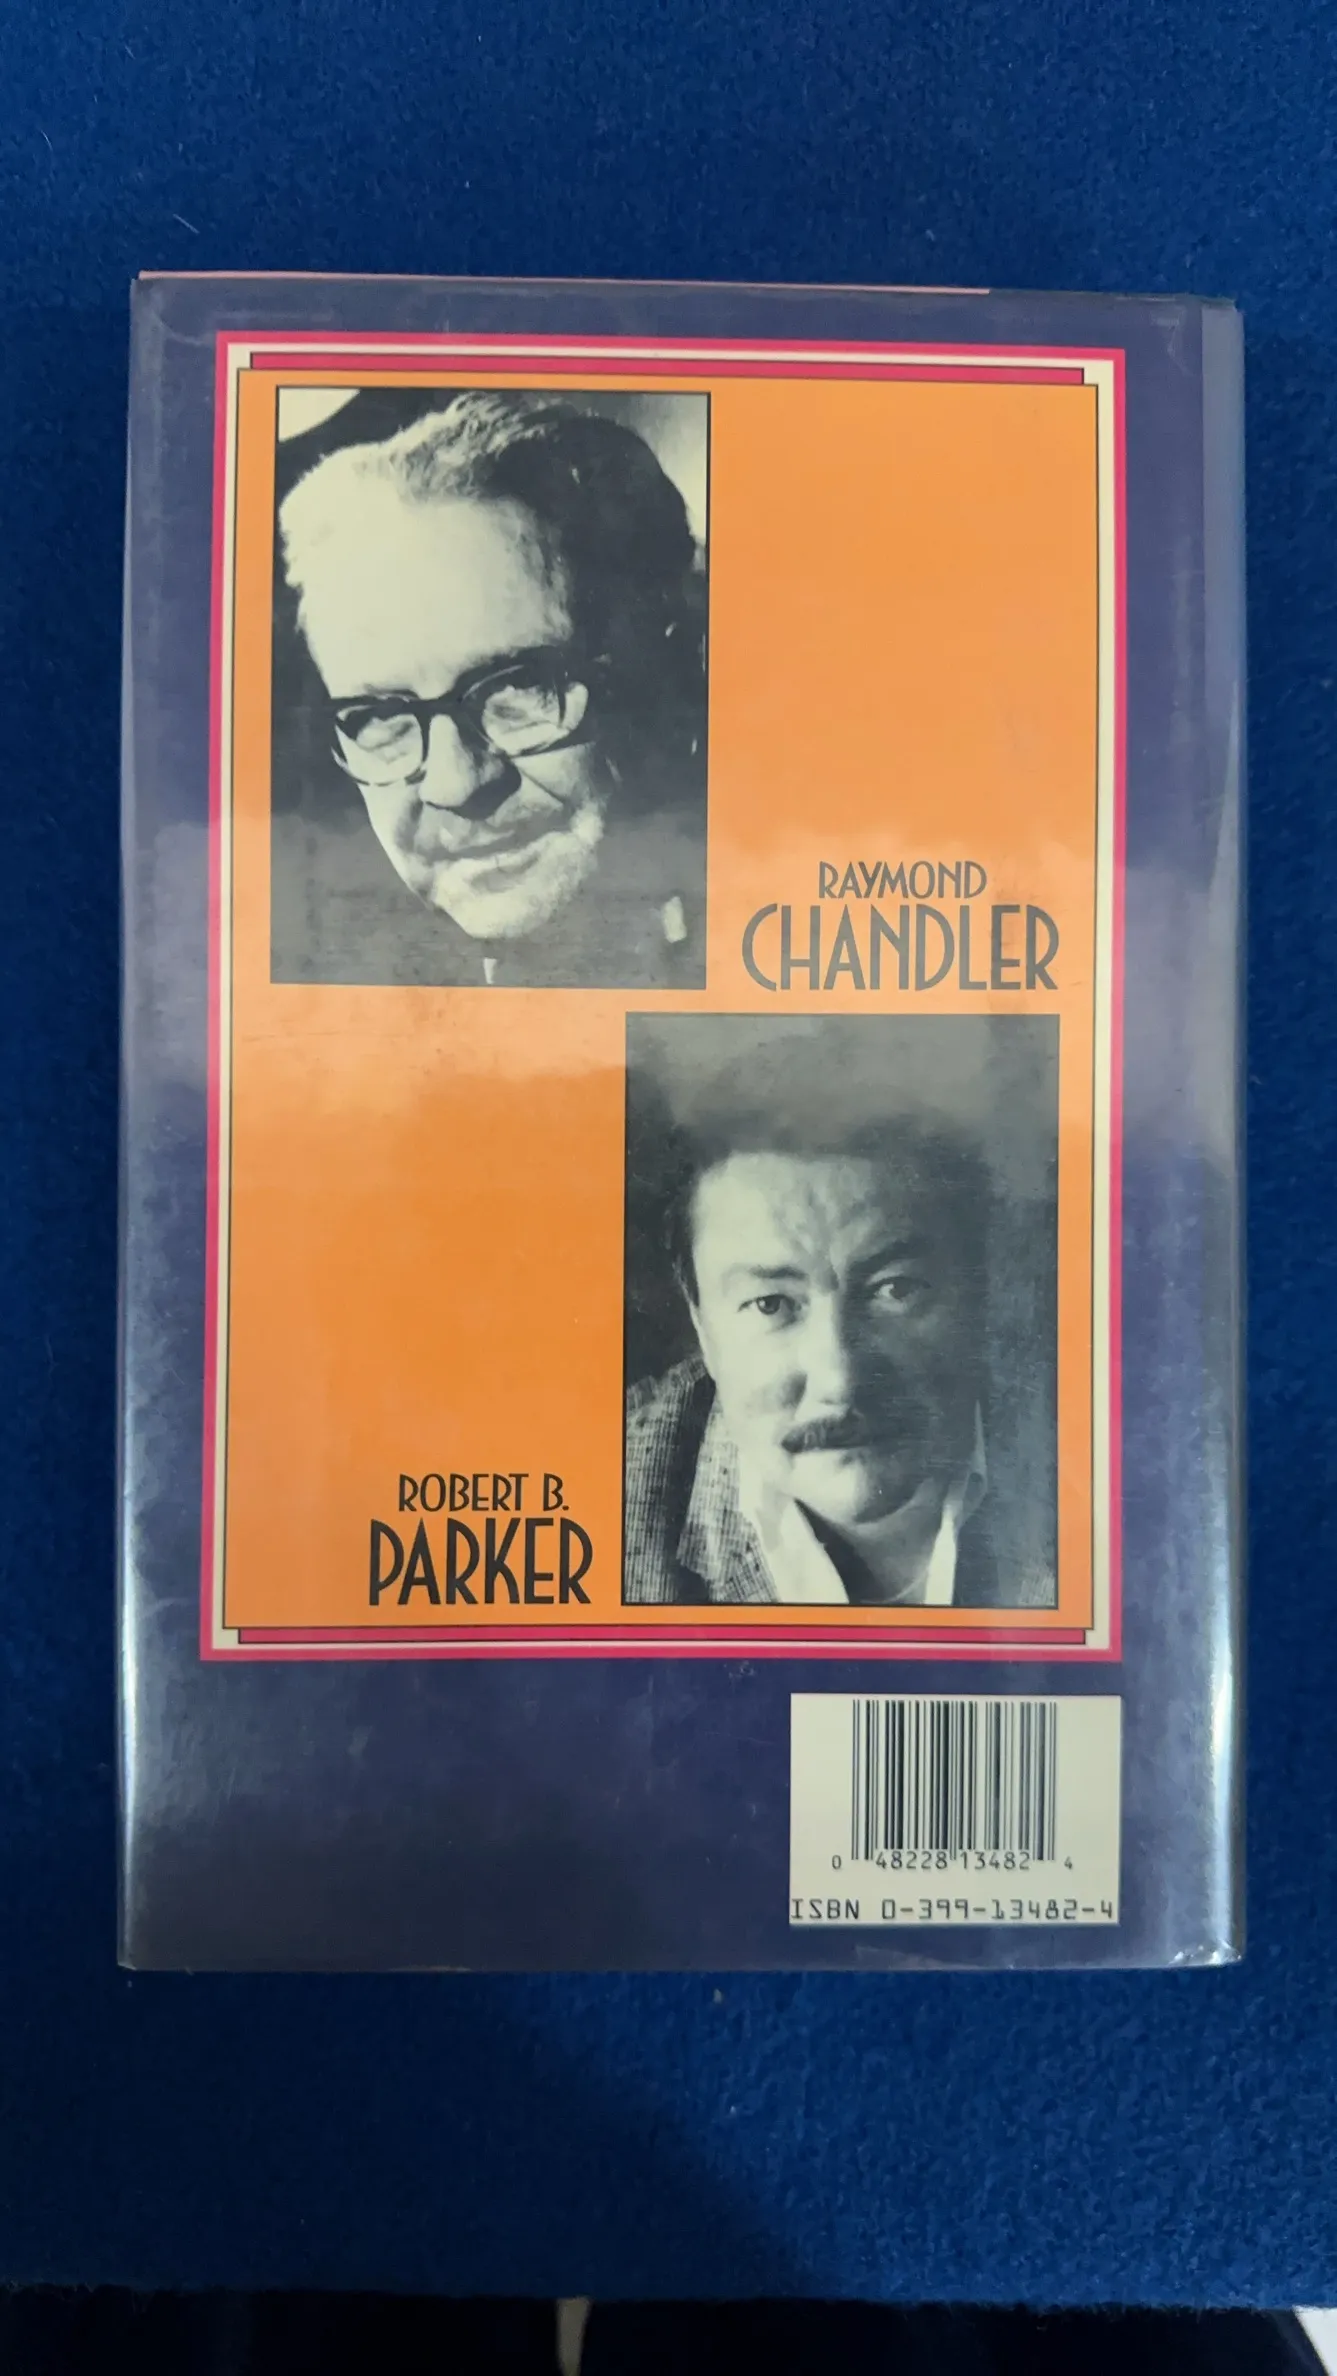 RAYMOND
CHANDLER
ROBERT B.
PARKER
0 48228 13482 4
ISBN 0-399-13482-4